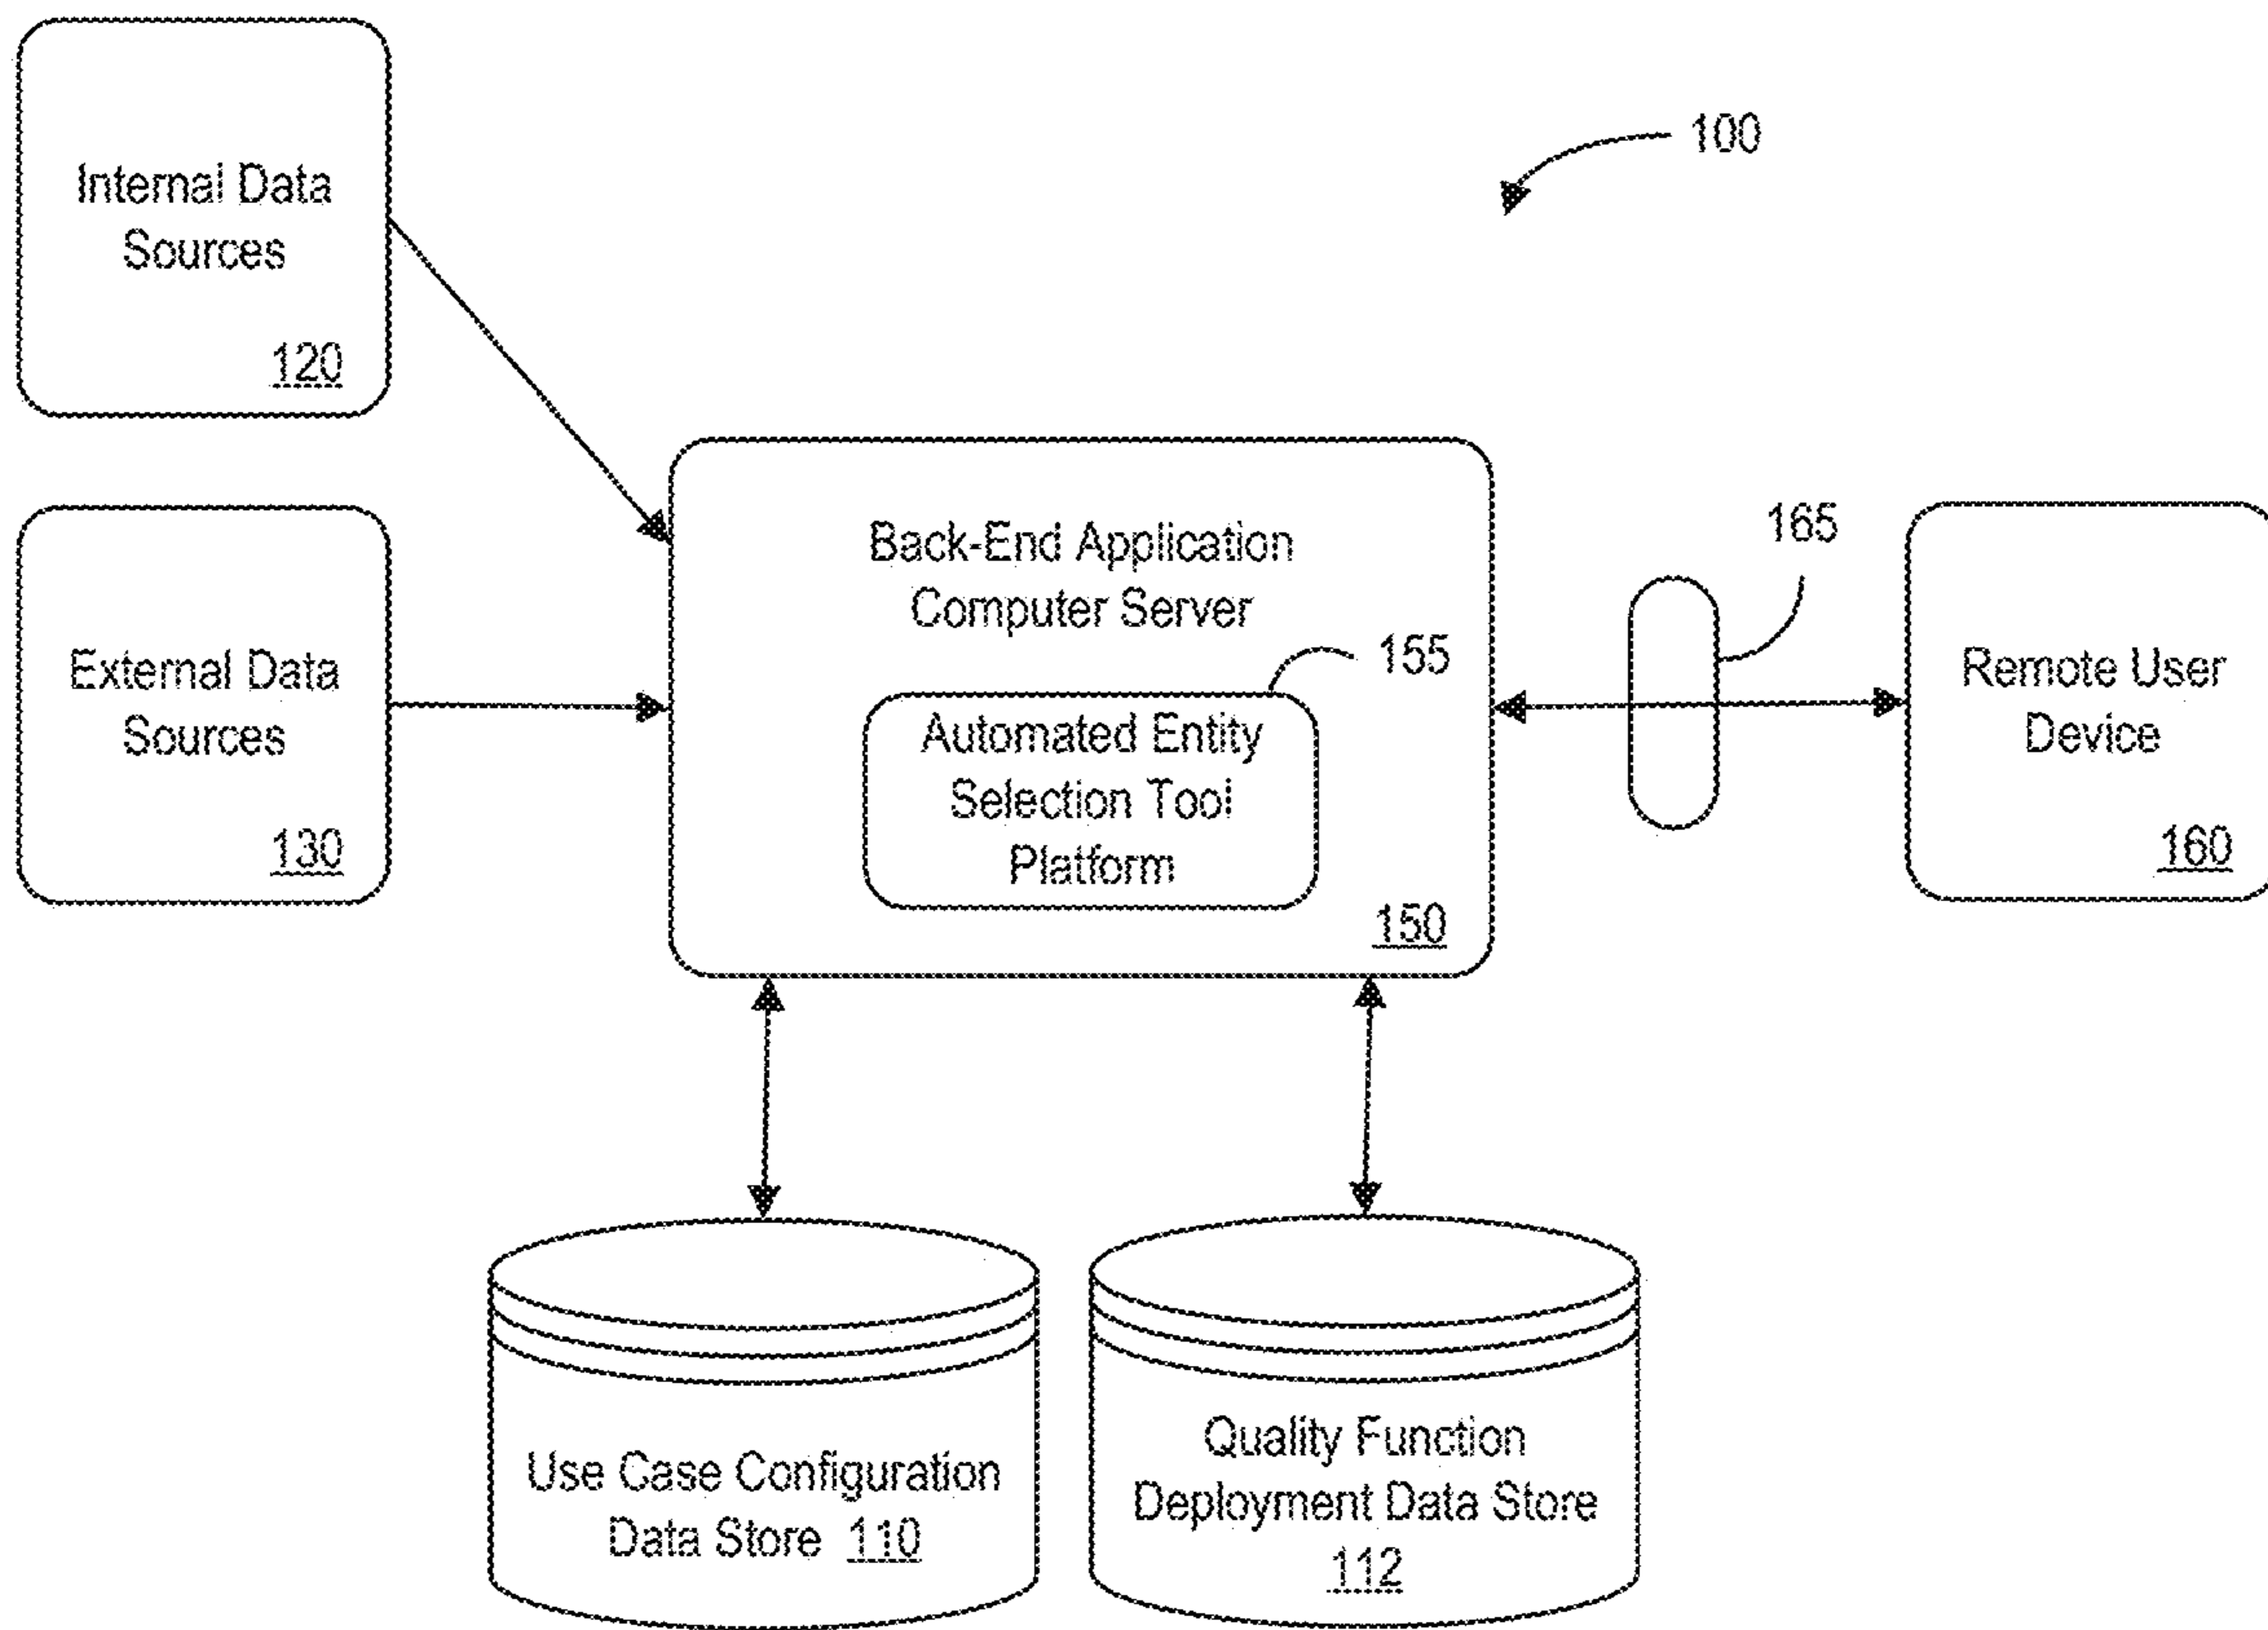 100
Internal Data
Sources
120
External Data
Sources
130
Back-End Application
Computer Server
155
Automated Entity
Selection Tool
Platform
150
165
Remote User
Device
160
Use Case Configuration
Data Store 110
Quality Function
Deployment Data Store
112